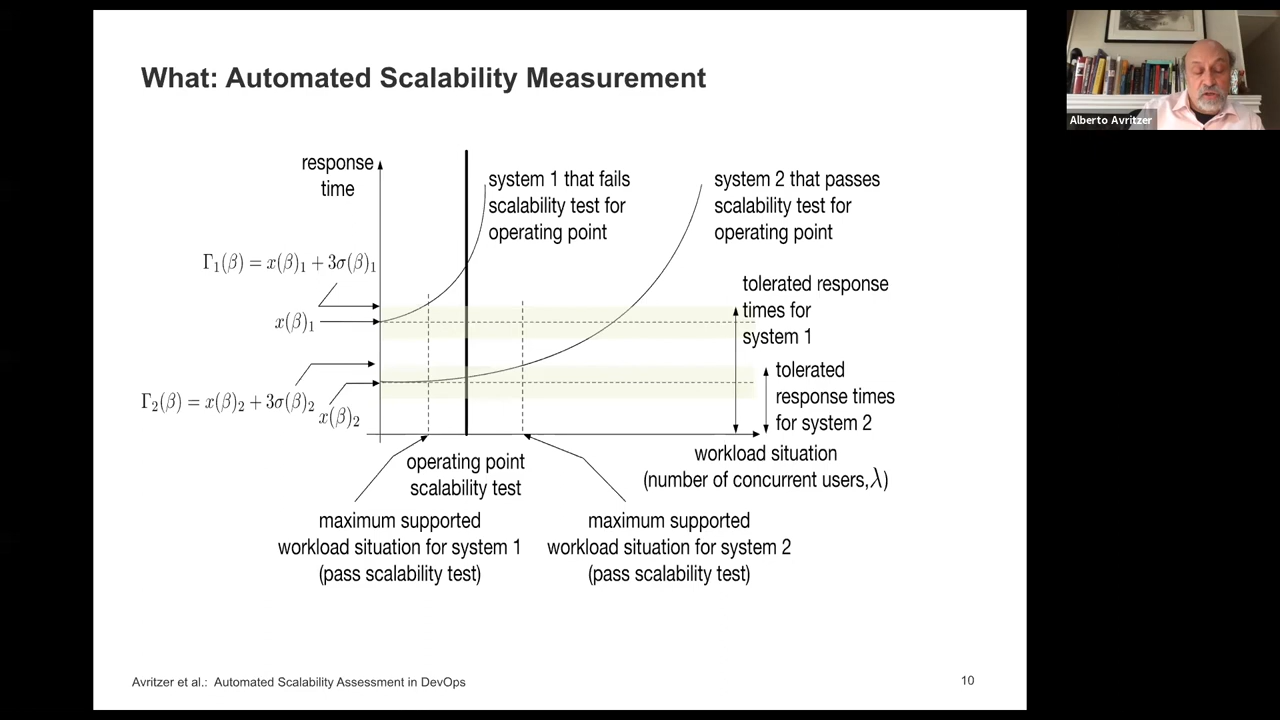 What: Automated Scalability Measurement
Alberto Avritzer
response
time
system 1 that fails
scalability test for
operating point
system 2 that passes
scalability test for
operating point
Γ₁(β) = x(β)₁ + 3σ(β)₁
x(β)₁
tolerated response
times for
system 1
Γ₂(β) = x(β)₂ + 3σ(β)₂
x(β)₂
tolerated
response times
for system 2
workload situation
(number of concurrent users,λ)
operating point
scalability test
maximum supported
workload situation for system 1
(pass scalability test)
maximum supported
workload situation for system 2
(pass scalability test)
Avritzer et al.: Automated Scalability Assessment in DevOps
10